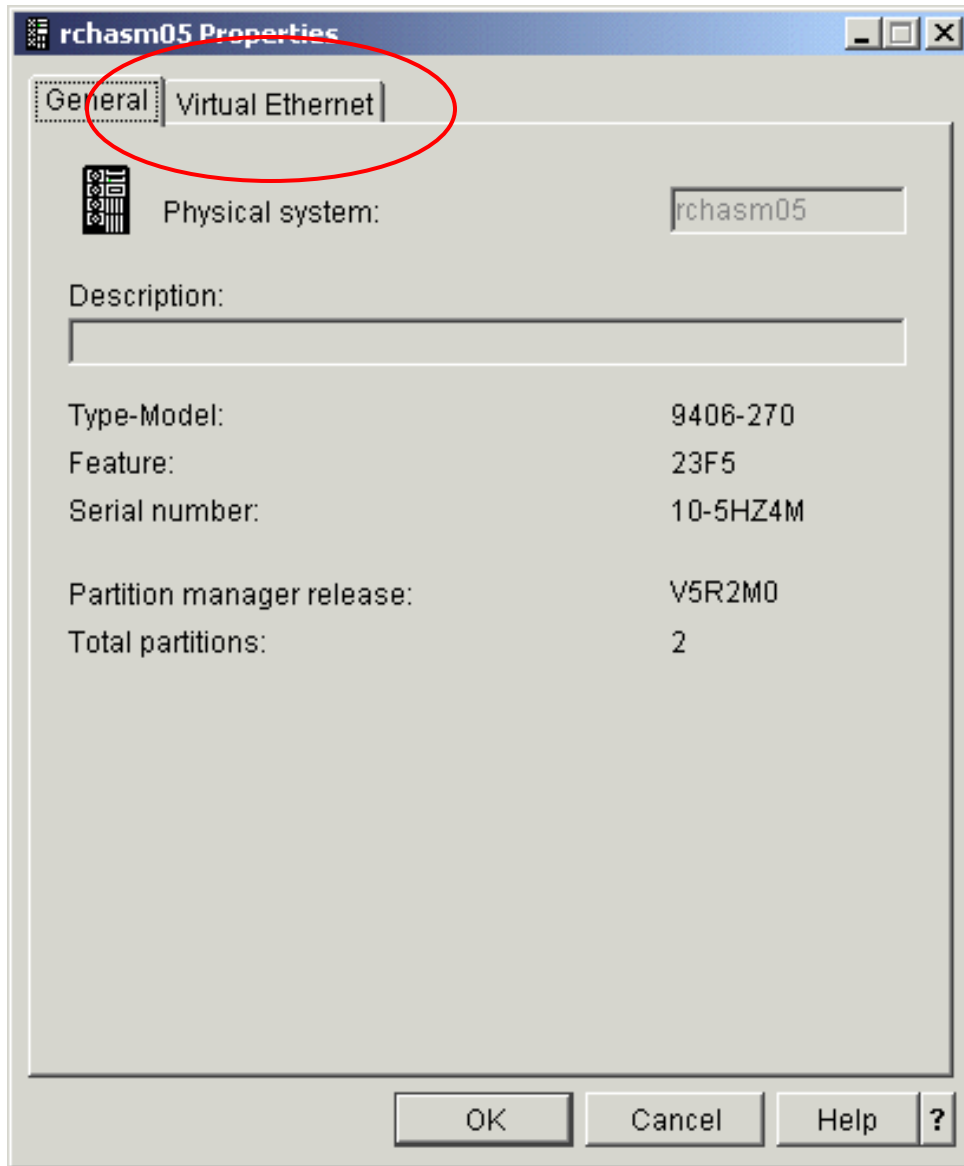 rchasm05 Properties
General Virtual Ethernet
Physical system: rchasm05
Description:
Type-Model: 9406-270
Feature: 23F5
Serial number: 10-5HZ4M
Partition manager release: V5R2M0
Total partitions: 2
OK Cancel Help ?